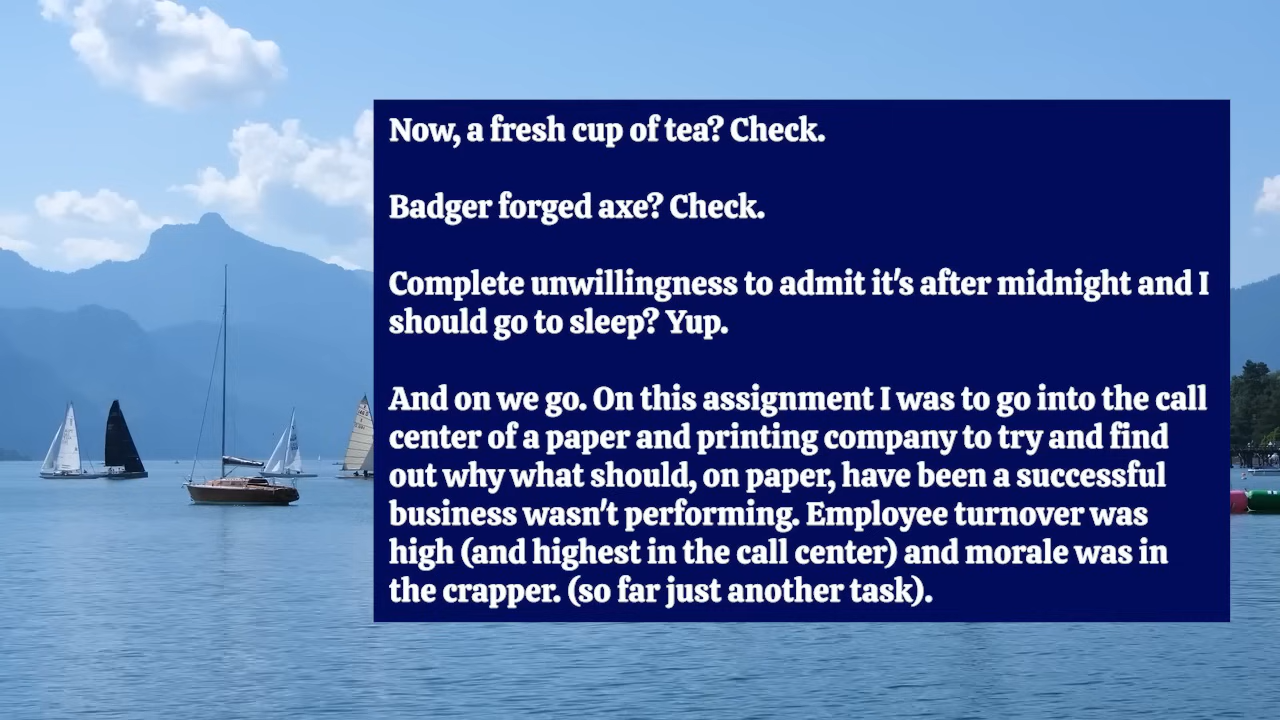 Now, a fresh cup of tea? Check.
Badger forged axe? Check.
Complete unwillingness to admit it's after midnight and I
should go to sleep? Yup.
And on we go. On this assignment I was to go into the call
center of a paper and printing company to try and find
out why what should, on paper, have been a successful
business wasn't performing. Employee turnover was
high (and highest in the call center) and morale was in
the crapper. (so far just another task).